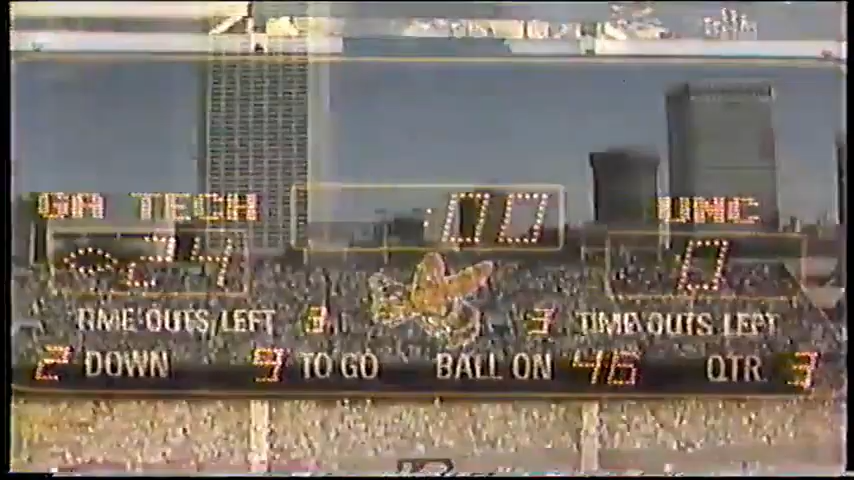 GA TECH :00 UNC
24 0
TIME OUTS LEFT 3 3 TIME OUTS LEFT
2 DOWN 9 TO GO BALL ON 46 QTR. 3